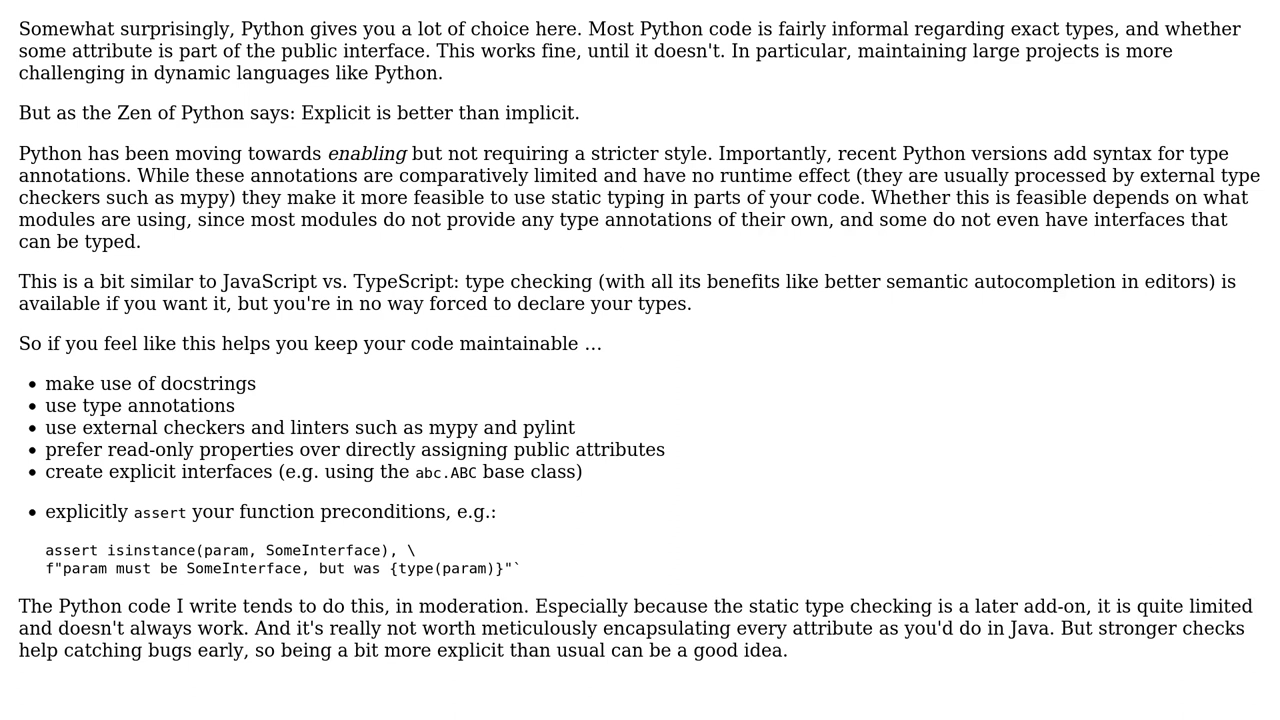 Somewhat surprisingly, Python gives you a lot of choice here. Most Python code is fairly informal regarding exact types, and whether
some attribute is part of the public interface. This works fine, until it doesn't. In particular, maintaining large projects is more
challenging in dynamic languages like Python.
But as the Zen of Python says: Explicit is better than implicit.
Python has been moving towards enabling but not requiring a stricter style. Importantly, recent Python versions add syntax for type
annotations. While these annotations are comparatively limited and have no runtime effect (they are usually processed by external type
checkers such as mypy) they make it more feasible to use static typing in parts of your code. Whether this is feasible depends on what
modules are using, since most modules do not provide any type annotations of their own, and some do not even have interfaces that
can be typed.
This is a bit similar to JavaScript vs. TypeScript: type checking (with all its benefits like better semantic autocompletion in editors) is
available if you want it, but you're in no way forced to declare your types.
So if you feel like this helps you keep your code maintainable …
• make use of docstrings
• use type annotations
• use external checkers and linters such as mypy and pylint
• prefer read-only properties over directly assigning public attributes
• create explicit interfaces (e.g. using the abc.ABC base class)
• explicitly assert your function preconditions, e.g.:
assert isinstance(param, SomeInterface), \
f"param must be SomeInterface, but was {type(param)}"`
The Python code I write tends to do this, in moderation. Especially because the static type checking is a later add-on, it is quite limited
and doesn't always work. And it's really not worth meticulously encapsulating every attribute as you'd do in Java. But stronger checks
help catching bugs early, so being a bit more explicit than usual can be a good idea.